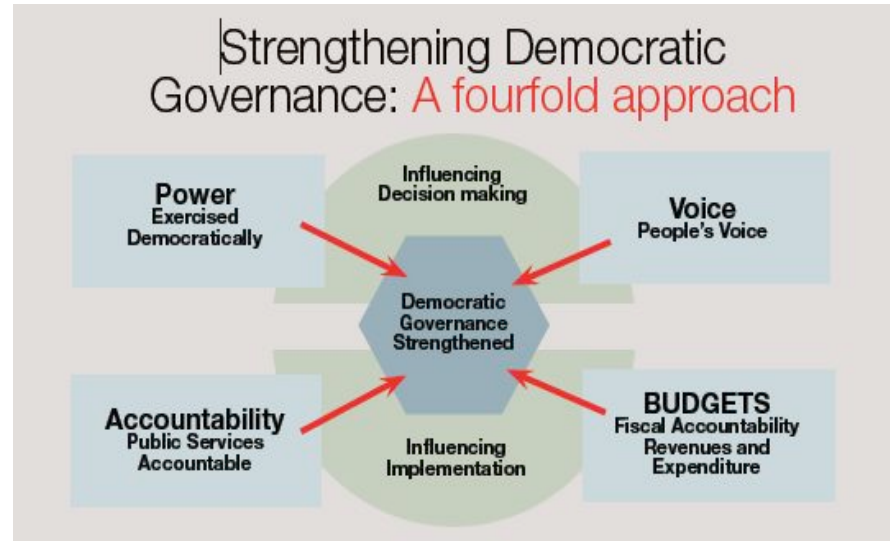 Strengthening Democratic
Governance: A fourfold approach
Power
Exercised
Democratically
Influencing
Decision making
Voice
People's Voice
Democratic
Governance
Strengthened
Accountability
Public Services
Accountable
Influencing
Implementation
BUDGETS
Fiscal Accountability
Revenues and
Expenditure